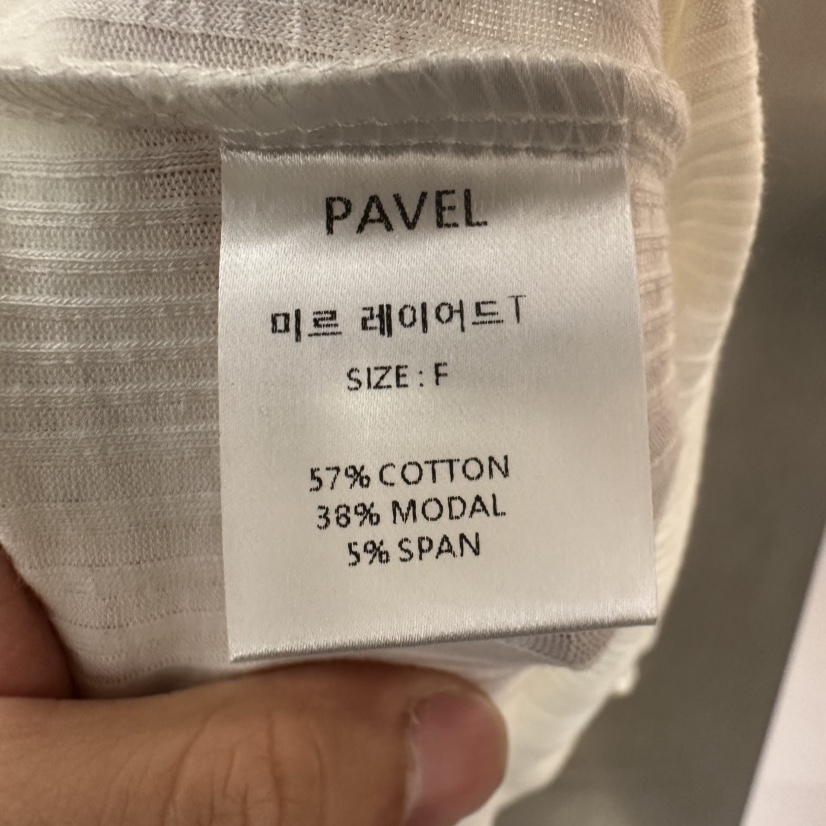 PAVEL
미르 레이어드T
SIZE : F
57% COTTON
38% MODAL
5% SPAN